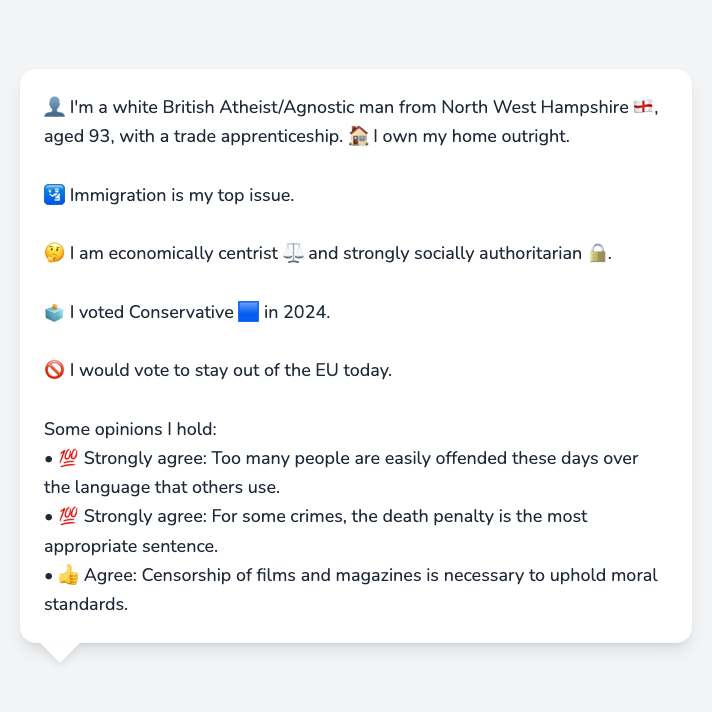 👤 I'm a white British Atheist/Agnostic man from North West Hampshire 🏴󠁧󠁢󠁥󠁮󠁧󠁿,
aged 93, with a trade apprenticeship. 🏠 I own my home outright.
🛂 Immigration is my top issue.
🤔 I am economically centrist ⚖️ and strongly socially authoritarian 🔒.
🗳️ I voted Conservative 🟦 in 2024.
🚫 I would vote to stay out of the EU today.
Some opinions I hold:
• 💯 Strongly agree: Too many people are easily offended these days over
the language that others use.
• 💯 Strongly agree: For some crimes, the death penalty is the most
appropriate sentence.
• 👍 Agree: Censorship of films and magazines is necessary to uphold moral
standards.